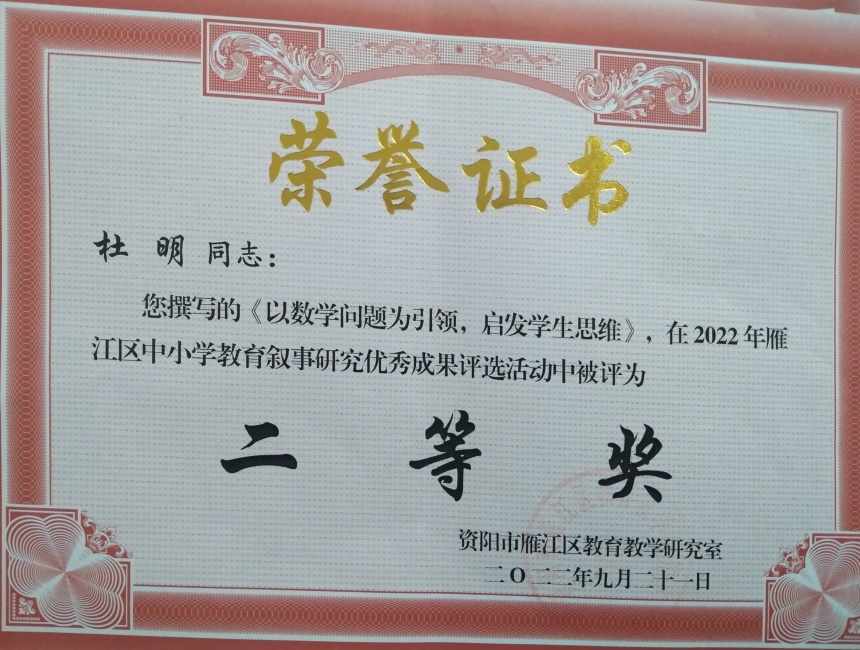 荣誉证书
杜 明 同志：
您撰写的《以数学问题为引领，启发学生思维》，在2022年雁
江区中小学教育叙事研究优秀成果评选活动中被评为
二 等 奖
资阳市雁江区教育教学研究室
二〇二二年九月二十一日